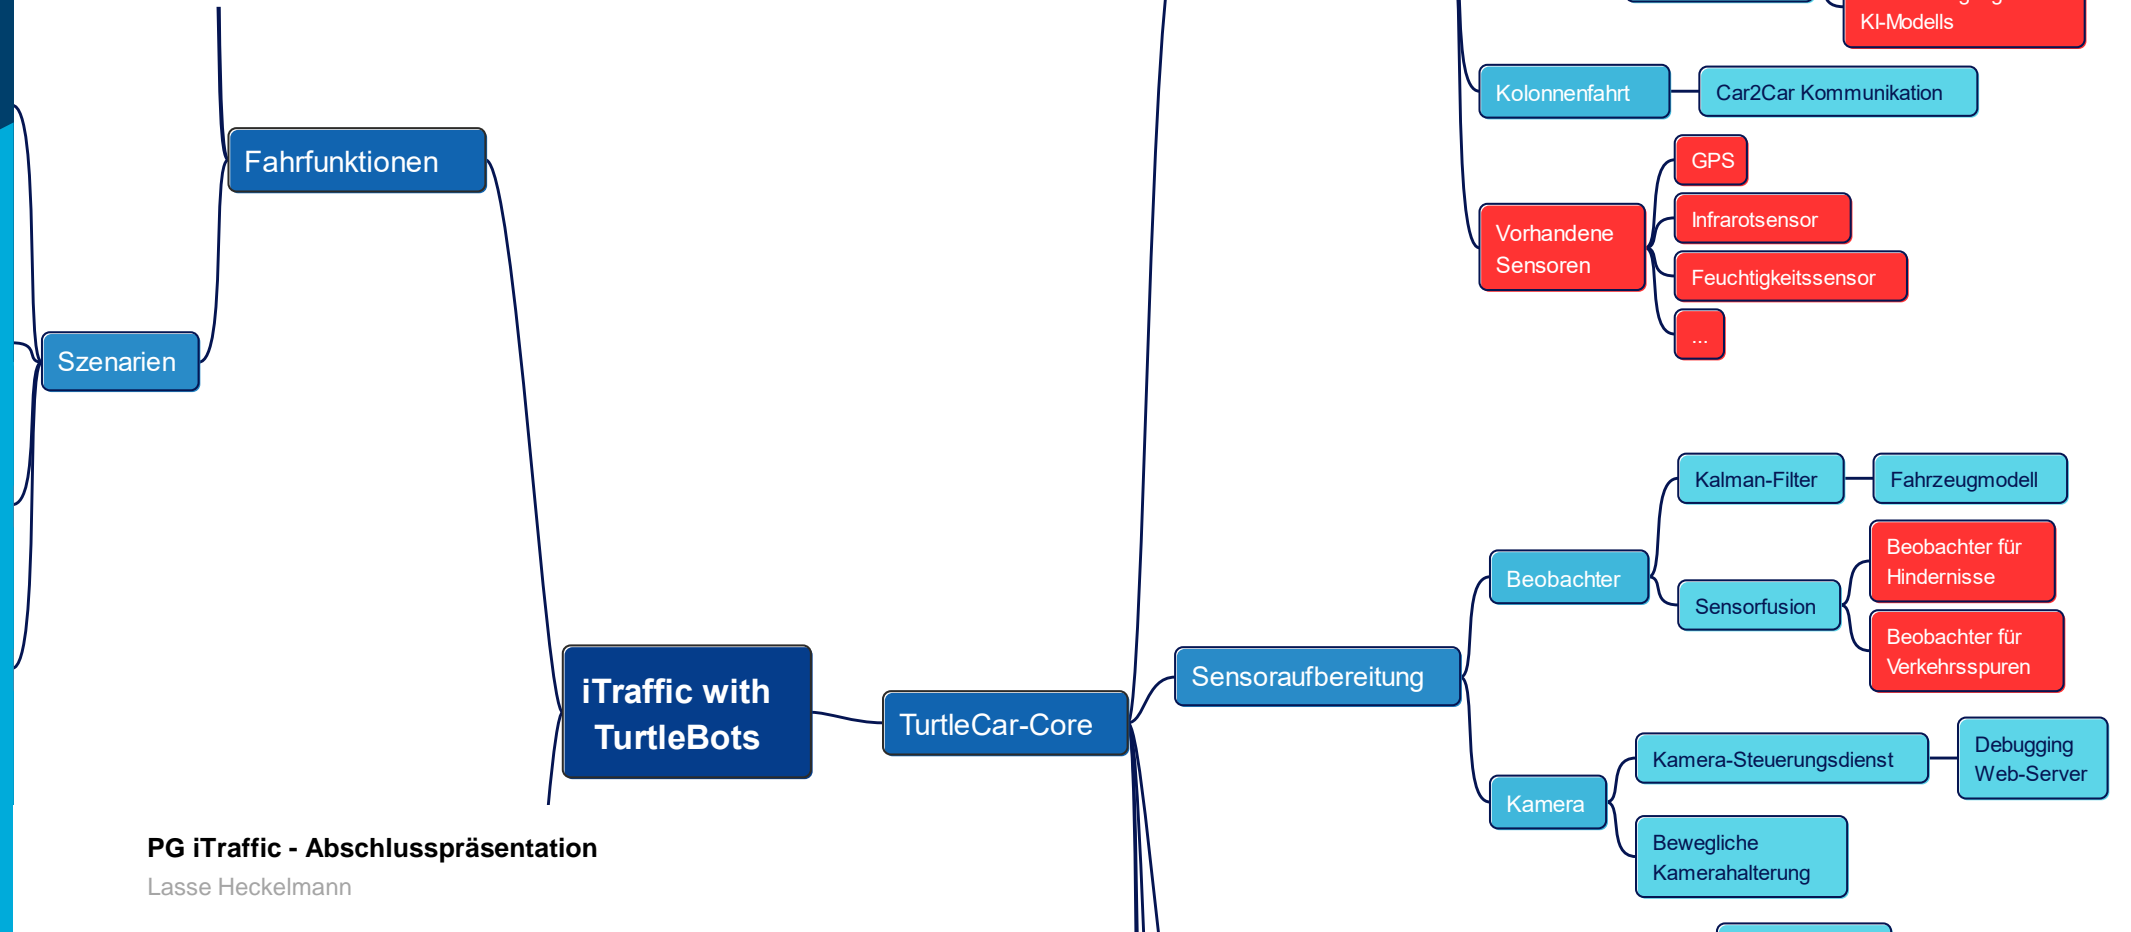 KI-Modells
Kolonnenfahrt
Car2Car Kommunikation
Fahrfunktionen
GPS
Infrarotsensor
Vorhandene
Sensoren
Feuchtigkeitssensor
...
Szenarien
Kalman-Filter
Fahrzeugmodell
Beobachter für
Hindernisse
Beobachter
Sensorfusion
Beobachter für
Verkehrsspuren
Sensoraufbereitung
iTraffic with
TurtleBots
TurtleCar-Core
Kamera-Steuerungsdienst
Debugging
Web-Server
Kamera
Bewegliche
Kamerahalterung
PG iTraffic - Abschlusspräsentation
Lasse Heckelmann